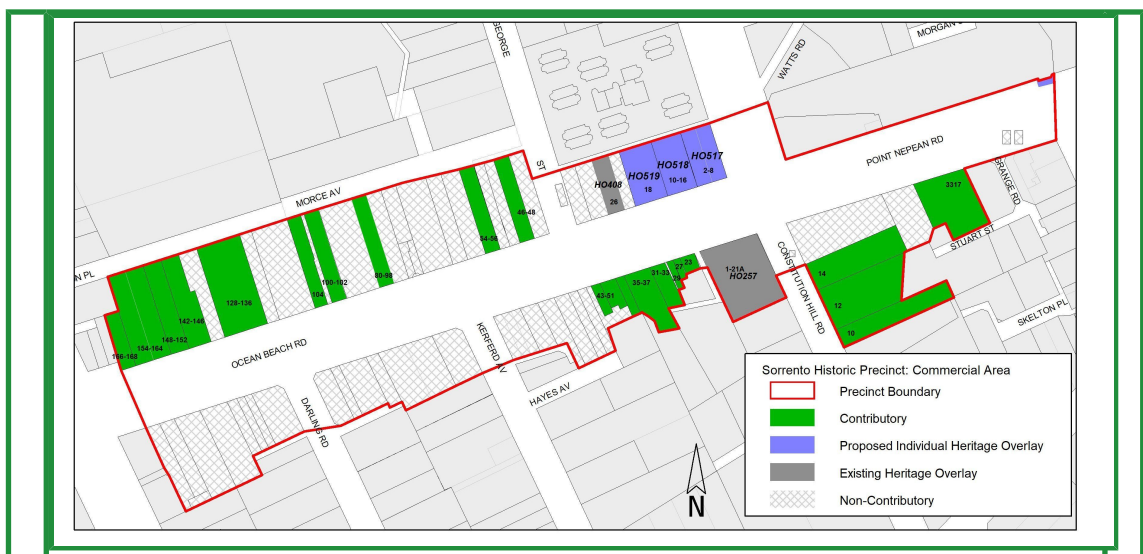 GEORGE
ST
MORGAN
WATTS RD
POINT NEPEAN RD
GRANGE RD
STUART ST
SKELTON PL
CONSTITUTION HILL RD
MORCE AV
OCEAN BEACH RD
KERFERD AV
HAYES AV
DARLING RD
N PL
HO408
26
HO519
18
HO518
10-16
HO517
2-8
46-48
54-56
80-98
100-102
104
128-136
142-146
148-152
154-164
166-168
43-51
35-37
31-33
29
27
23
1-21A
HO257
3317
14
12
10
N
Sorrento Historic Precinct: Commercial Area
Precinct Boundary
Contributory
Proposed Individual Heritage Overlay
Existing Heritage Overlay
Non-Contributory